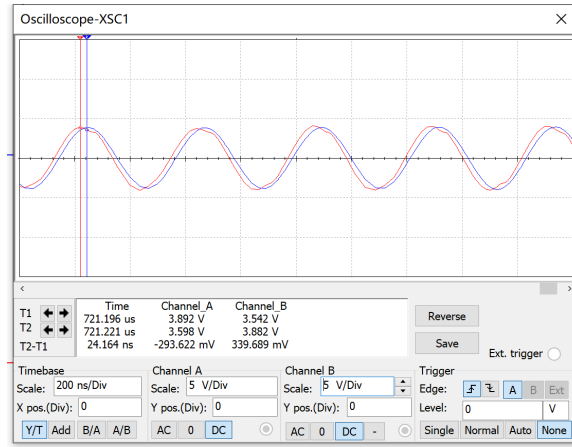 Oscilloscope-XSC1
Time Channel_A Channel_B
T1 721.196 us 3.892 V 3.542 V
T2 721.221 us 3.598 V 3.882 V
T2-T1 24.164 ns -293.622 mV 339.689 mV
Reverse
Save
Ext. trigger
Timebase
Scale: 200 ns/Div
X pos.(Div): 0
Y/T Add B/A A/B
Channel A
Scale: 5 V/Div
Y pos.(Div): 0
AC 0 DC
Channel B
Scale: 5 V/Div
Y pos.(Div): 0
AC 0 DC -
Trigger
Edge: A B Ext
Level: 0 V
Single Normal Auto None